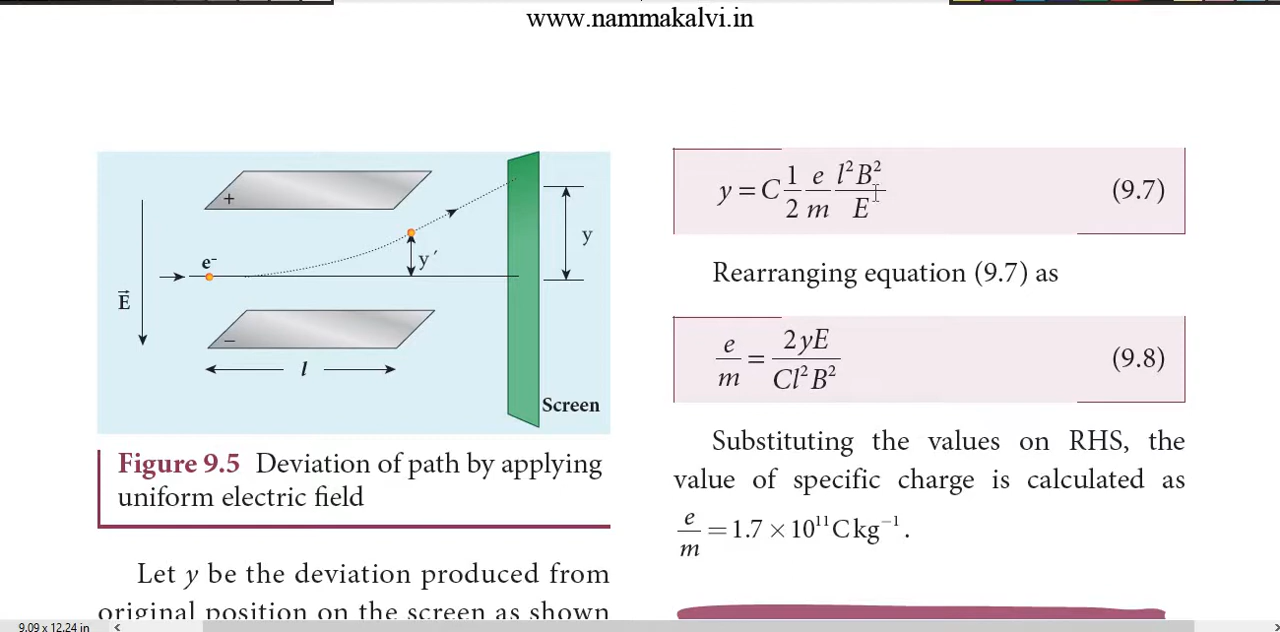 www.nammakalvi.in
+
e⁻
y′
y
E⃗
−
l
Screen
Figure 9.5 Deviation of path by applying
uniform electric field
Let y be the deviation produced from
original position on the screen as shown
y = C 1/2 e/m l²B²/E (9.7)
Rearranging equation (9.7) as
e/m = 2yE/Cl²B² (9.8)
Substituting the values on RHS, the
value of specific charge is calculated as
e/m = 1.7 × 10¹¹ C kg⁻¹.
9.09 x 12.24 in